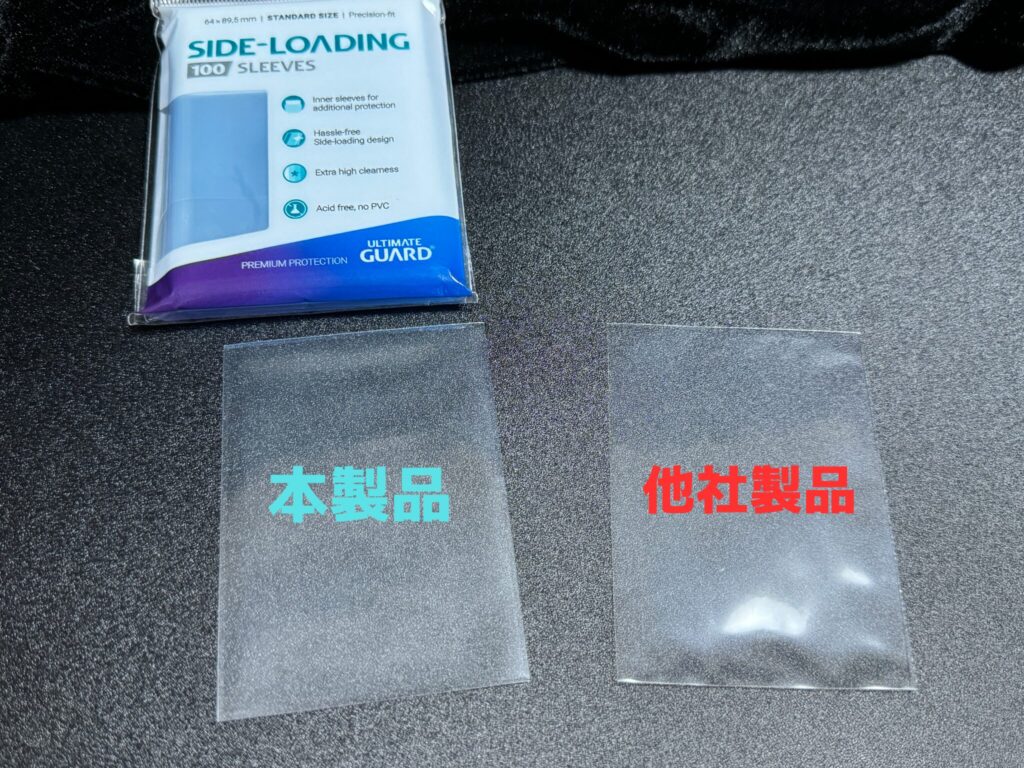 64 × 89,5 mm | STANDARD SIZE | Precision-fit
SIDE-LOADING
100 SLEEVES
Inner sleeves for
additional protection
Hassle-free
Side-loading design
Extra high clearness
Acid free, no PVC
PREMIUM PROTECTION
ULTIMATE
GUARD®
本製品
他社製品